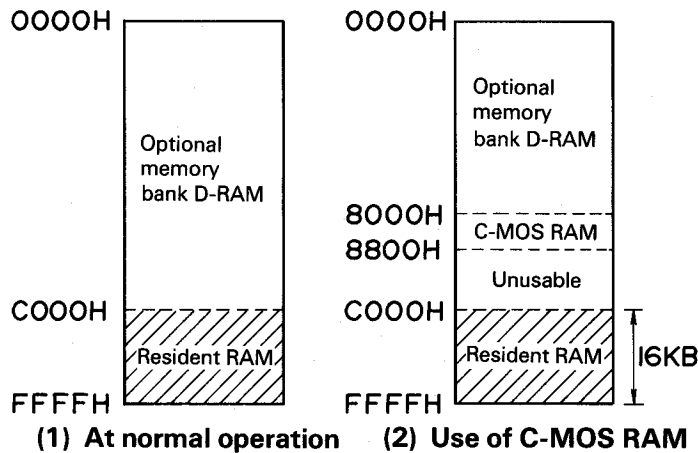 0000H
Optional
memory
bank D-RAM
C000H
Resident RAM
FFFFH
(1) At normal operation
0000H
Optional
memory
bank D-RAM
8000H
C-MOS RAM
8800H
Unusable
C000H
Resident RAM
16KB
FFFFH
(2) Use of C-MOS RAM